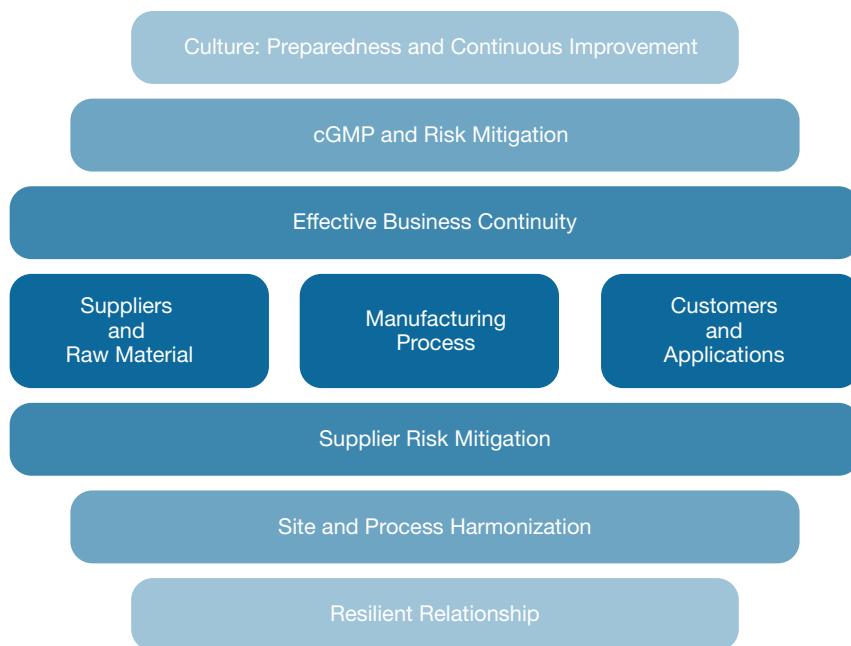 Culture: Preparedness and Continuous Improvement
cGMP and Risk Mitigation
Effective Business Continuity
Suppliers
and
Raw Material
Manufacturing
Process
Customers
and
Applications
Supplier Risk Mitigation
Site and Process Harmonization
Resilient Relationship